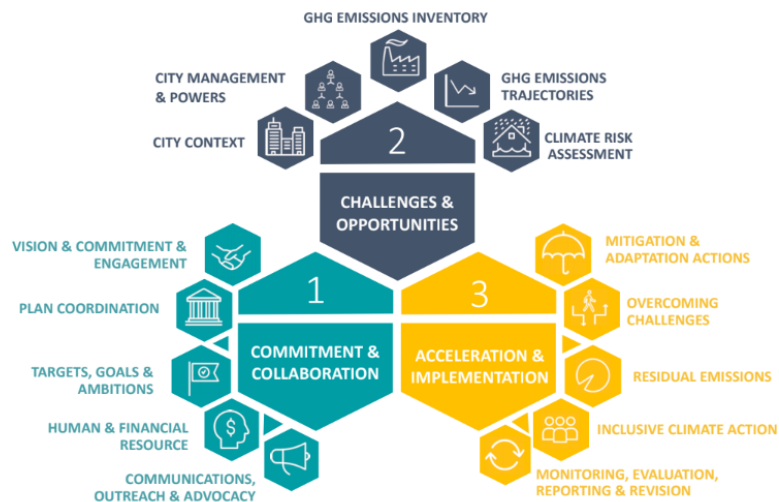 GHG EMISSIONS INVENTORY
CITY MANAGEMENT
& POWERS
GHG EMISSIONS
TRAJECTORIES
CITY CONTEXT
CLIMATE RISK
ASSESSMENT
2
CHALLENGES &
OPPORTUNITIES
VISION & COMMITMENT &
ENGAGEMENT
PLAN COORDINATION
TARGETS, GOALS &
AMBITIONS
HUMAN & FINANCIAL
RESOURCE
COMMUNICATIONS,
OUTREACH & ADVOCACY
$
1
COMMITMENT &
COLLABORATION
3
ACCELERATION &
IMPLEMENTATION
MITIGATION &
ADAPTATION ACTIONS
OVERCOMING
CHALLENGES
RESIDUAL EMISSIONS
INCLUSIVE CLIMATE ACTION
MONITORING, EVALUATION,
REPORTING & REVISION